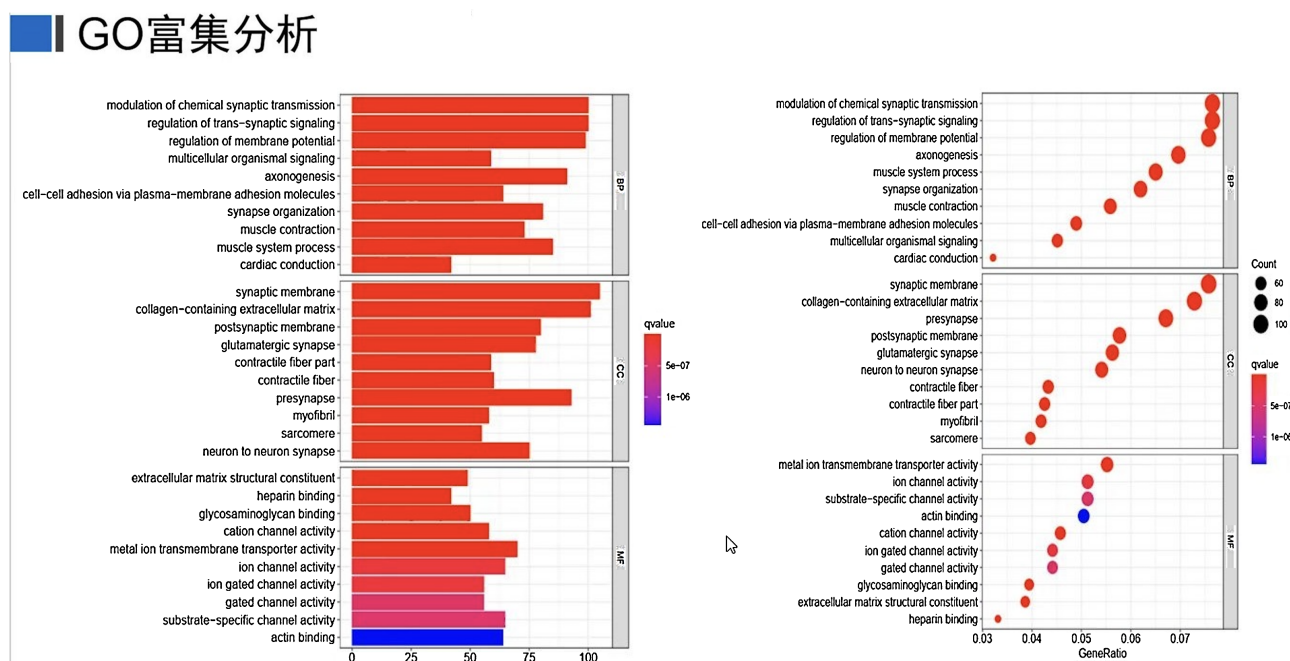 GO富集分析
modulation of chemical synaptic transmission
regulation of trans-synaptic signaling
regulation of membrane potential
multicellular organismal signaling
axonogenesis
cell-cell adhesion via plasma-membrane adhesion molecules
synapse organization
muscle contraction
muscle system process
cardiac conduction
BP
synaptic membrane
collagen-containing extracellular matrix
postsynaptic membrane
glutamatergic synapse
contractile fiber part
contractile fiber
presynapse
myofibril
sarcomere
neuron to neuron synapse
CC
extracellular matrix structural constituent
heparin binding
glycosaminoglycan binding
cation channel activity
metal ion transmembrane transporter activity
ion channel activity
ion gated channel activity
gated channel activity
substrate-specific channel activity
actin binding
MF
0 25 50 75 100
qvalue
5e-07
1e-06
modulation of chemical synaptic transmission
regulation of trans-synaptic signaling
regulation of membrane potential
axonogenesis
muscle system process
synapse organization
muscle contraction
cell-cell adhesion via plasma-membrane adhesion molecules
multicellular organismal signaling
cardiac conduction
BP
synaptic membrane
collagen-containing extracellular matrix
presynapse
postsynaptic membrane
glutamatergic synapse
neuron to neuron synapse
contractile fiber
contractile fiber part
myofibril
sarcomere
CC
metal ion transmembrane transporter activity
ion channel activity
substrate-specific channel activity
actin binding
cation channel activity
ion gated channel activity
gated channel activity
glycosaminoglycan binding
extracellular matrix structural constituent
heparin binding
MF
0.03 0.04 0.05 0.06 0.07
GeneRatio
Count
60
80
100
qvalue
5e-07
1e-06